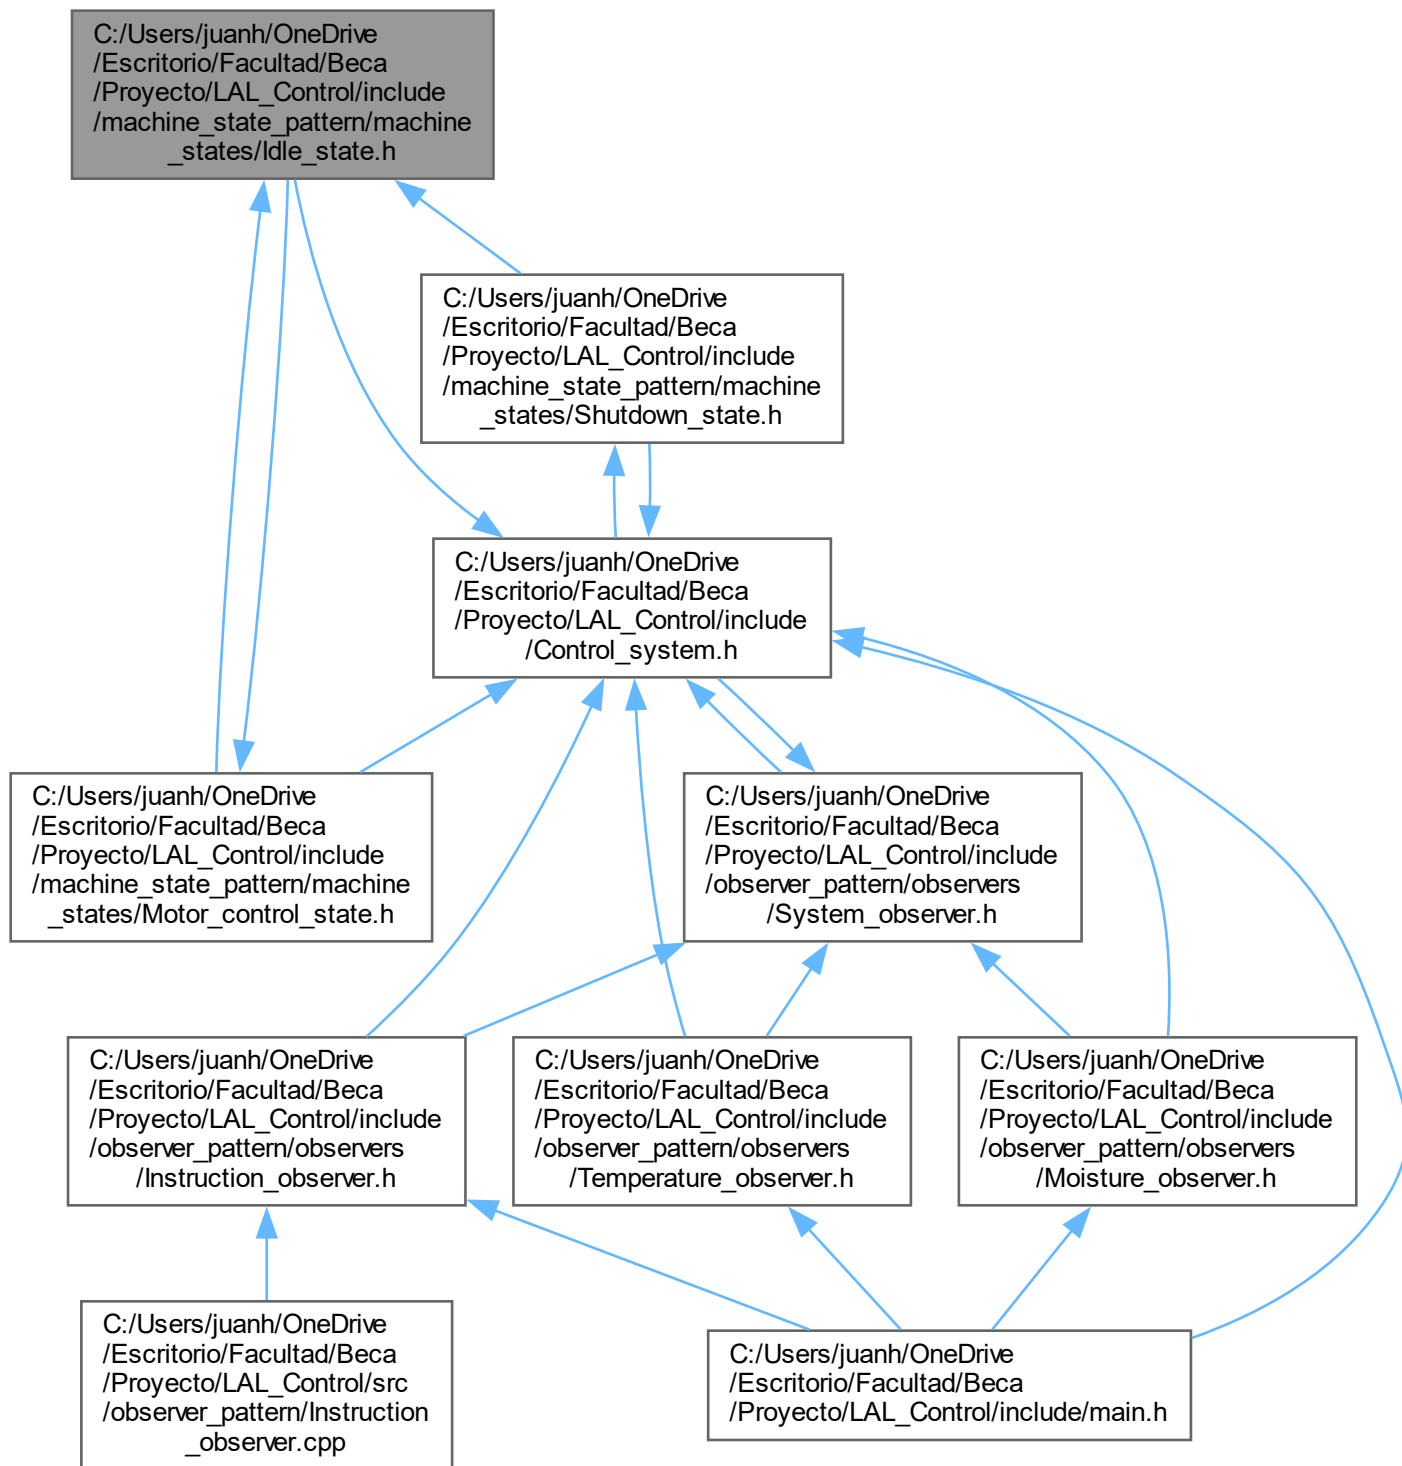 C:/Users/juanh/OneDrive
/Escritorio/Facultad/Beca
/Proyecto/LAL_Control/include
/machine_state_pattern/machine
_states/Idle_state.h
C:/Users/juanh/OneDrive
/Escritorio/Facultad/Beca
/Proyecto/LAL_Control/include
/machine_state_pattern/machine
_states/Shutdown_state.h
C:/Users/juanh/OneDrive
/Escritorio/Facultad/Beca
/Proyecto/LAL_Control/include
/Control_system.h
C:/Users/juanh/OneDrive
/Escritorio/Facultad/Beca
/Proyecto/LAL_Control/include
/machine_state_pattern/machine
_states/Motor_control_state.h
C:/Users/juanh/OneDrive
/Escritorio/Facultad/Beca
/Proyecto/LAL_Control/include
/observer_pattern/observers
/System_observer.h
C:/Users/juanh/OneDrive
/Escritorio/Facultad/Beca
/Proyecto/LAL_Control/include
/observer_pattern/observers
/Instruction_observer.h
C:/Users/juanh/OneDrive
/Escritorio/Facultad/Beca
/Proyecto/LAL_Control/include
/observer_pattern/observers
/Temperature_observer.h
C:/Users/juanh/OneDrive
/Escritorio/Facultad/Beca
/Proyecto/LAL_Control/include
/observer_pattern/observers
/Moisture_observer.h
C:/Users/juanh/OneDrive
/Escritorio/Facultad/Beca
/Proyecto/LAL_Control/src
/observer_pattern/Instruction
_observer.cpp
C:/Users/juanh/OneDrive
/Escritorio/Facultad/Beca
/Proyecto/LAL_Control/include/main.h